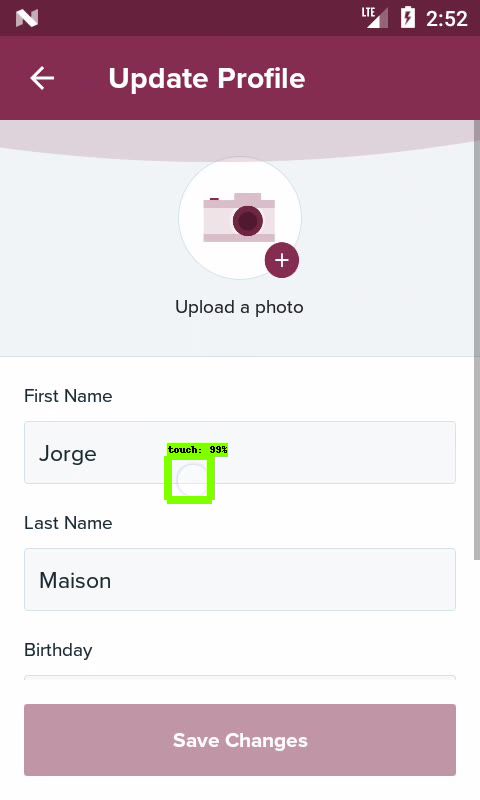 LTE 2:52
Update Profile
Upload a photo
First Name
Jorge
touch: 99%
Last Name
Maison
Birthday
Save Changes